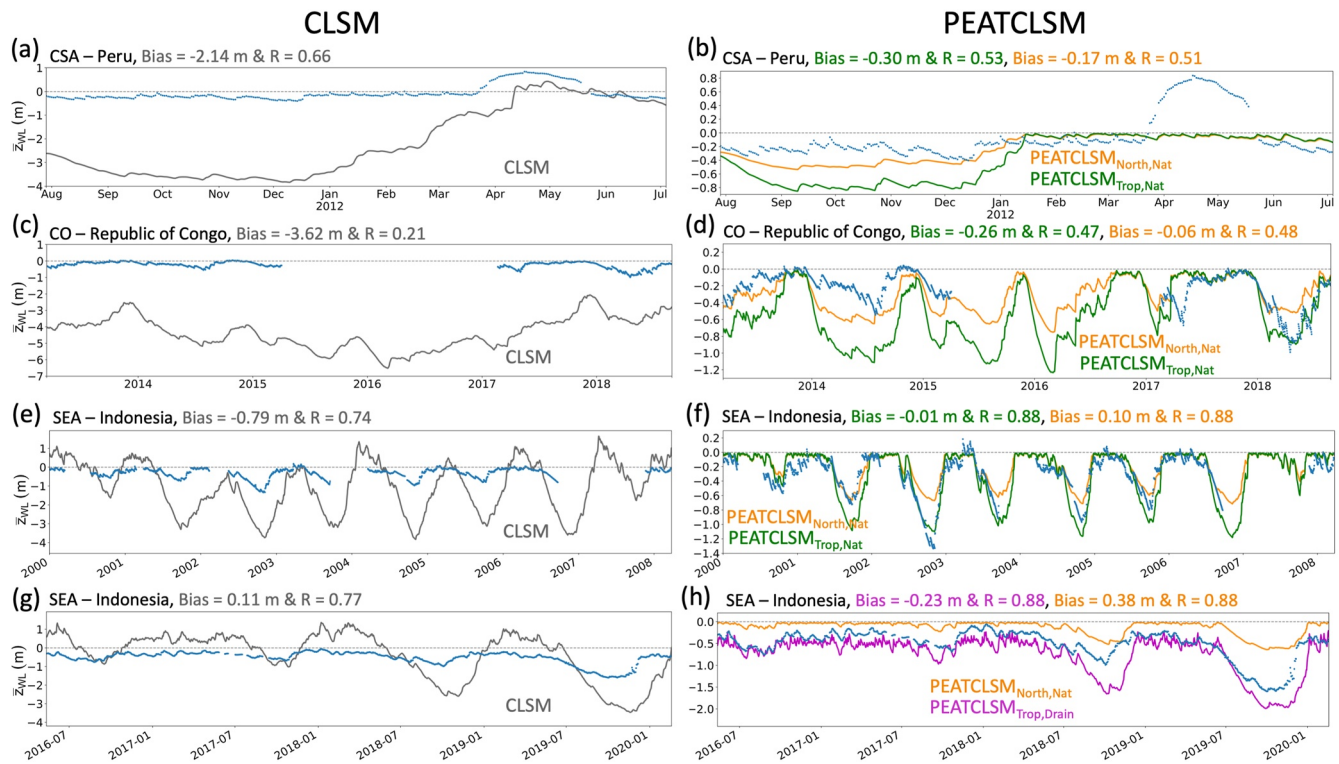 CLSM
PEATCLSM
(a) CSA – Peru, Bias = -2.14 m & R = 0.66
z̅WL (m)
1
0
−1
−2
−3
−4
CLSM
Aug Sep Oct Nov Dec Jan Feb Mar Apr May Jun Jul
2012
(b) CSA – Peru, Bias = -0.30 m & R = 0.53, Bias = -0.17 m & R = 0.51
0.8
0.6
0.4
0.2
0.0
−0.2
−0.4
−0.6
−0.8
PEATCLSMNorth,Nat
PEATCLSMTrop,Nat
Aug Sep Oct Nov Dec Jan Feb Mar Apr May Jun Jul
2012
(c) CO – Republic of Congo, Bias = -3.62 m & R = 0.21
z̅WL (m)
1
0
−1
−2
−3
−4
−5
−6
−7
CLSM
2014 2015 2016 2017 2018
(d) CO – Republic of Congo, Bias = -0.26 m & R = 0.47, Bias = -0.06 m & R = 0.48
0.2
0.0
−0.2
−0.4
−0.6
−0.8
−1.0
−1.2
PEATCLSMNorth,Nat
PEATCLSMTrop,Nat
2014 2015 2016 2017 2018
(e) SEA – Indonesia, Bias = -0.79 m & R = 0.74
z̅WL (m)
1
0
−1
−2
−3
−4
CLSM
2000 2001 2002 2003 2004 2005 2006 2007 2008
(f) SEA – Indonesia, Bias = -0.01 m & R = 0.88, Bias = 0.10 m & R = 0.88
0.2
0.0
−0.2
−0.4
−0.6
−0.8
−1.0
−1.2
−1.4
PEATCLSMNorth,Nat
PEATCLSMTrop,Nat
2000 2001 2002 2003 2004 2005 2006 2007 2008
(g) SEA – Indonesia, Bias = 0.11 m & R = 0.77
z̅WL (m)
1
0
−1
−2
−3
−4
CLSM
2016-07 2017-01 2017-07 2018-01 2018-07 2019-01 2019-07 2020-01
(h) SEA – Indonesia, Bias = -0.23 m & R = 0.88, Bias = 0.38 m & R = 0.88
0.0
−0.5
−1.0
−1.5
−2.0
PEATCLSMNorth,Nat
PEATCLSMTrop,Drain
2016-07 2017-01 2017-07 2018-01 2018-07 2019-01 2019-07 2020-01